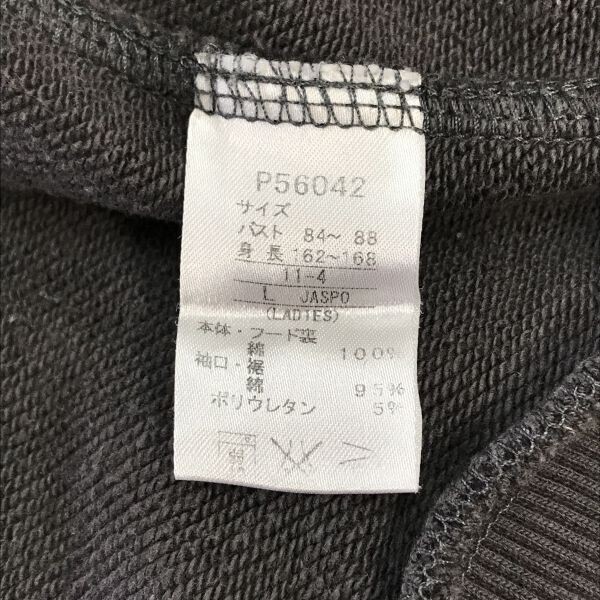 P56042
サイズ
バスト 84～ 88
身 長 162～168
11-4
L JASPO
(LADIES)
本体・フード裏
綿 100%
袖口・裾
綿 95%
ポリウレタン 5%